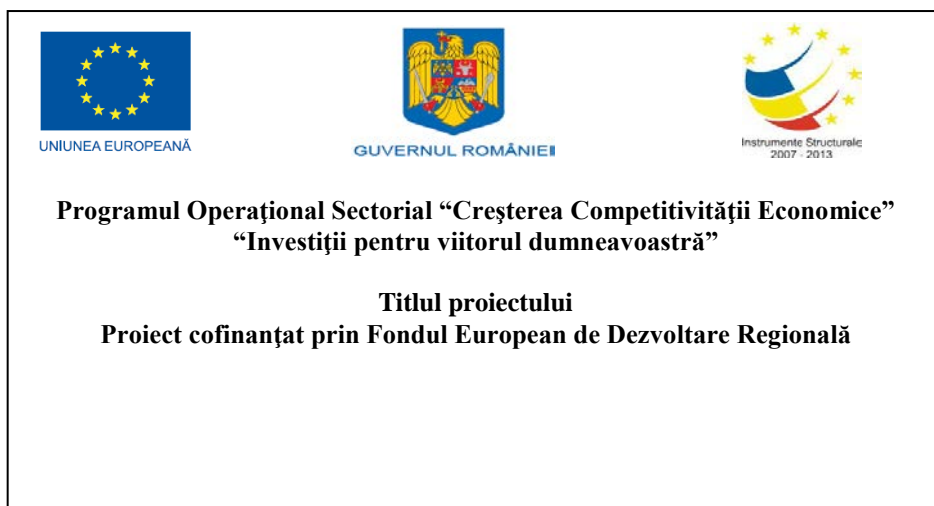 UNIUNEA EUROPEANĂ
GUVERNUL ROMÂNIEI
Instrumente Structurale
2007 - 2013
Programul Operaţional Sectorial “Creşterea Competitivităţii Economice”
“Investiţii pentru viitorul dumneavoastră”
Titlul proiectului
Proiect cofinanţat prin Fondul European de Dezvoltare Regională